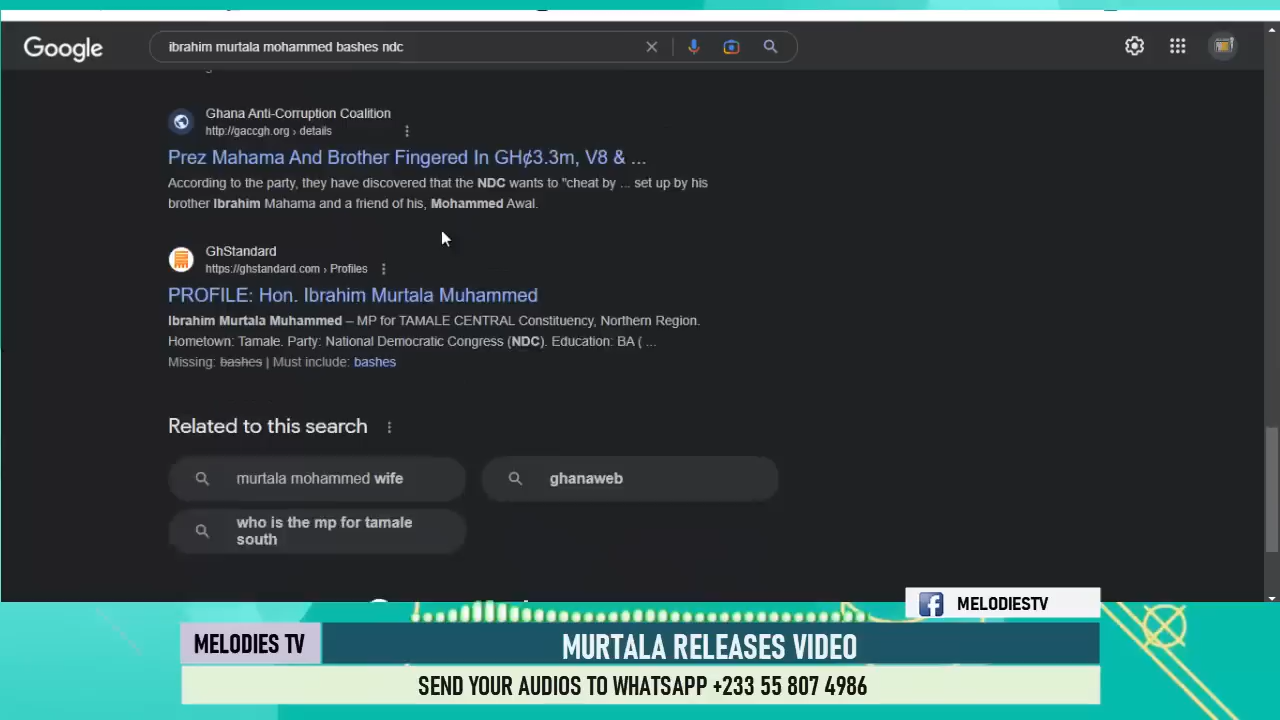 Google
ibrahim murtala mohammed bashes ndc
Ghana Anti-Corruption Coalition
http://gaccgh.org › details
Prez Mahama And Brother Fingered In GH¢3.3m, V8 & ...
According to the party, they have discovered that the NDC wants to "cheat by ... set up by his
brother Ibrahim Mahama and a friend of his, Mohammed Awal.
GhStandard
https://ghstandard.com › Profiles
PROFILE: Hon. Ibrahim Murtala Muhammed
Ibrahim Murtala Muhammed – MP for TAMALE CENTRAL Constituency, Northern Region.
Hometown: Tamale. Party: National Democratic Congress (NDC). Education: BA ( ...
Missing: bashes | Must include: bashes
Related to this search
murtala mohammed wife
ghanaweb
who is the mp for tamale
south
MELODIESTV
MELODIES TV
MURTALA RELEASES VIDEO
SEND YOUR AUDIOS TO WHATSAPP +233 55 807 4986